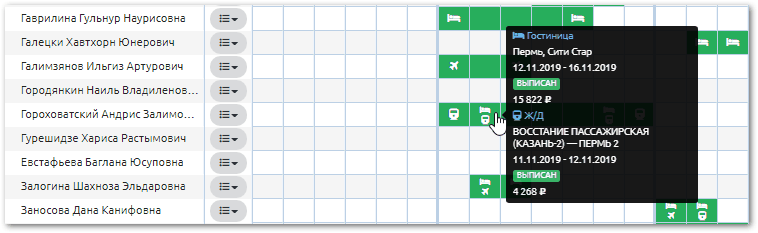 Гаврилина Гульнур Наурисовна
Галецки Хавтхорн Юнерович
Галимзянов Ильгиз Артурович
Городянкин Наиль Владиленов...
Гороховатский Андрис Залимо...
Гурешидзе Хариса Растымович
Евстафьева Баглана Юсуповна
Залогина Шахноза Эльдаровна
Заносова Дана Канифовна
Гостиница
Пермь, Сити Стар
12.11.2019 - 16.11.2019
ВЫПИСАН
15 822 ₽
Ж/Д
ВОССТАНИЕ ПАССАЖИРСКАЯ
(КАЗАНЬ-2) — ПЕРМЬ 2
11.11.2019 - 12.11.2019
ВЫПИСАН
4 268 ₽